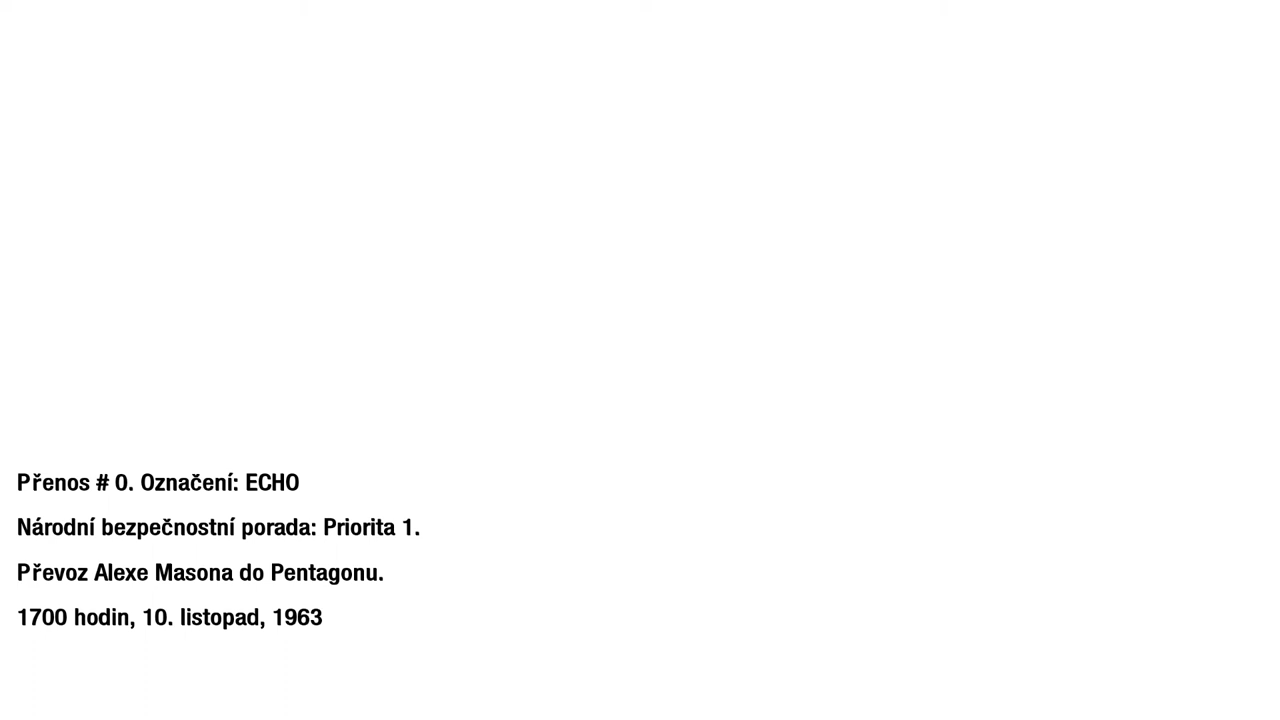 Přenos # 0. Označení: ECHO
Národní bezpečnostní porada: Priorita 1.
Převoz Alexe Masona do Pentagonu.
1700 hodin, 10. listopad, 1963